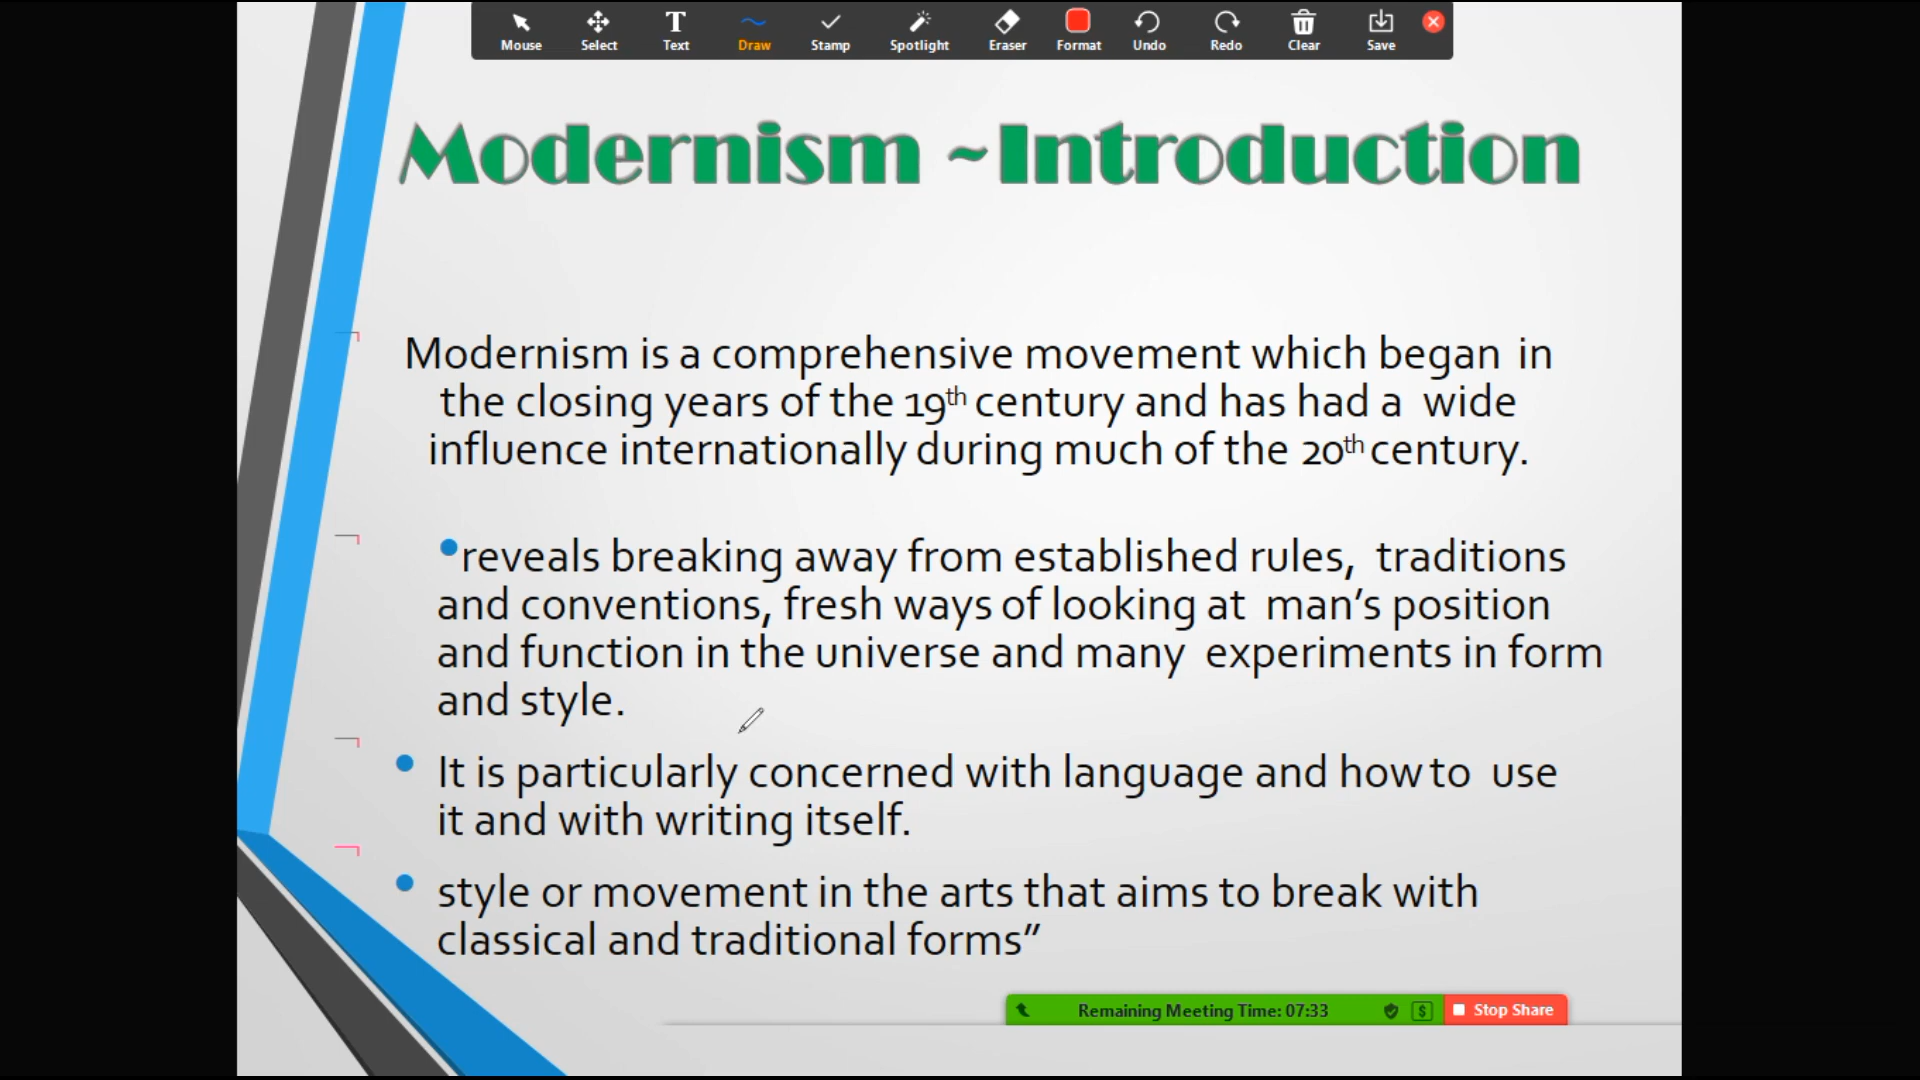 Mouse Select Text Draw Stamp Spotlight Eraser Format Undo Redo Clear Save
Modernism ~Introduction
Modernism is a comprehensive movement which began in
the closing years of the 19th century and has had a wide
influence internationally during much of the 20th century.
•reveals breaking away from established rules, traditions
and conventions, fresh ways of looking at man’s position
and function in the universe and many experiments in form
and style.
• It is particularly concerned with language and how to use
it and with writing itself.
• style or movement in the arts that aims to break with
classical and traditional forms”
Remaining Meeting Time: 07:33 $ Stop Share